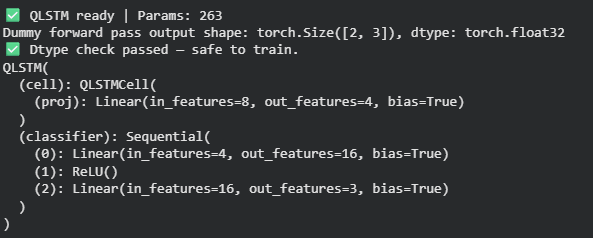 ✅ QLSTM ready | Params: 263
Dummy forward pass output shape: torch.Size([2, 3]), dtype: torch.float32
✅ Dtype check passed — safe to train.
QLSTM(
  (cell): QLSTMCell(
    (proj): Linear(in_features=8, out_features=4, bias=True)
  )
  (classifier): Sequential(
    (0): Linear(in_features=4, out_features=16, bias=True)
    (1): ReLU()
    (2): Linear(in_features=16, out_features=3, bias=True)
  )
)